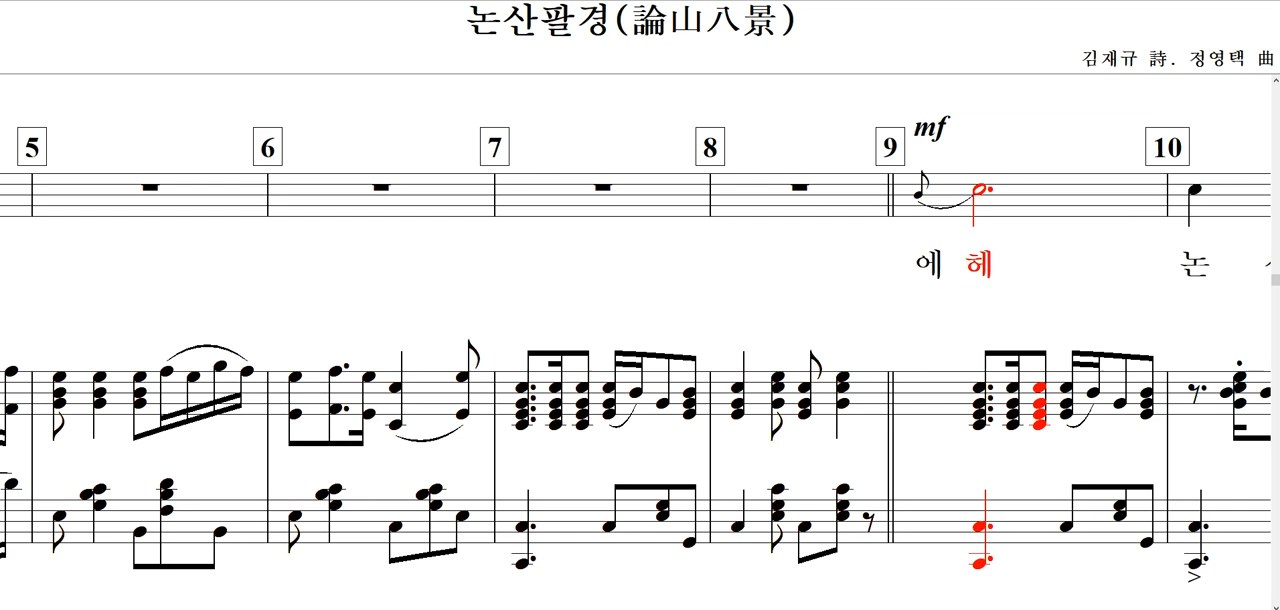 논산팔경(論山八景)
김재규 詩. 정영택 曲
5 6 7 8 9 mf 10
에 헤 논